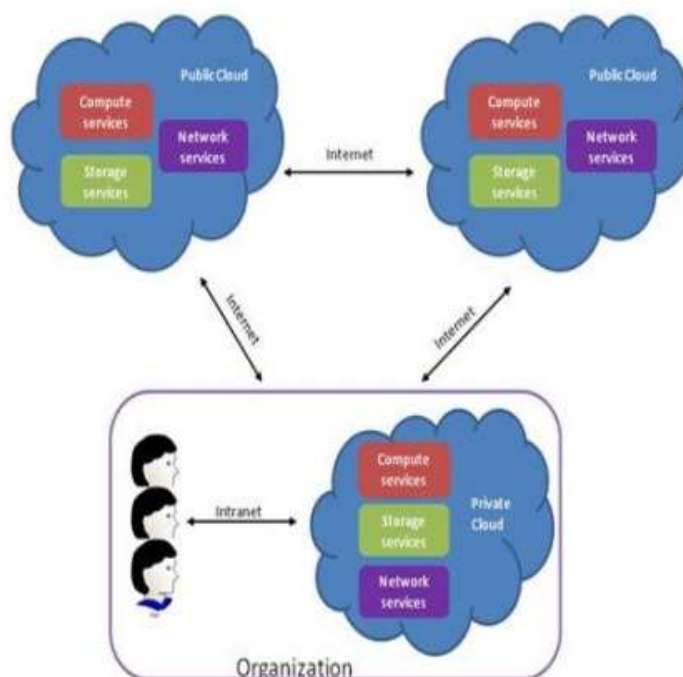 Public Cloud
Compute
services
Network
services
Storage
services
Internet
Public Cloud
Compute
services
Network
services
Storage
services
Internet
Internet
Intranet
Compute
services
Storage
services
Network
services
Private
Cloud
Organization